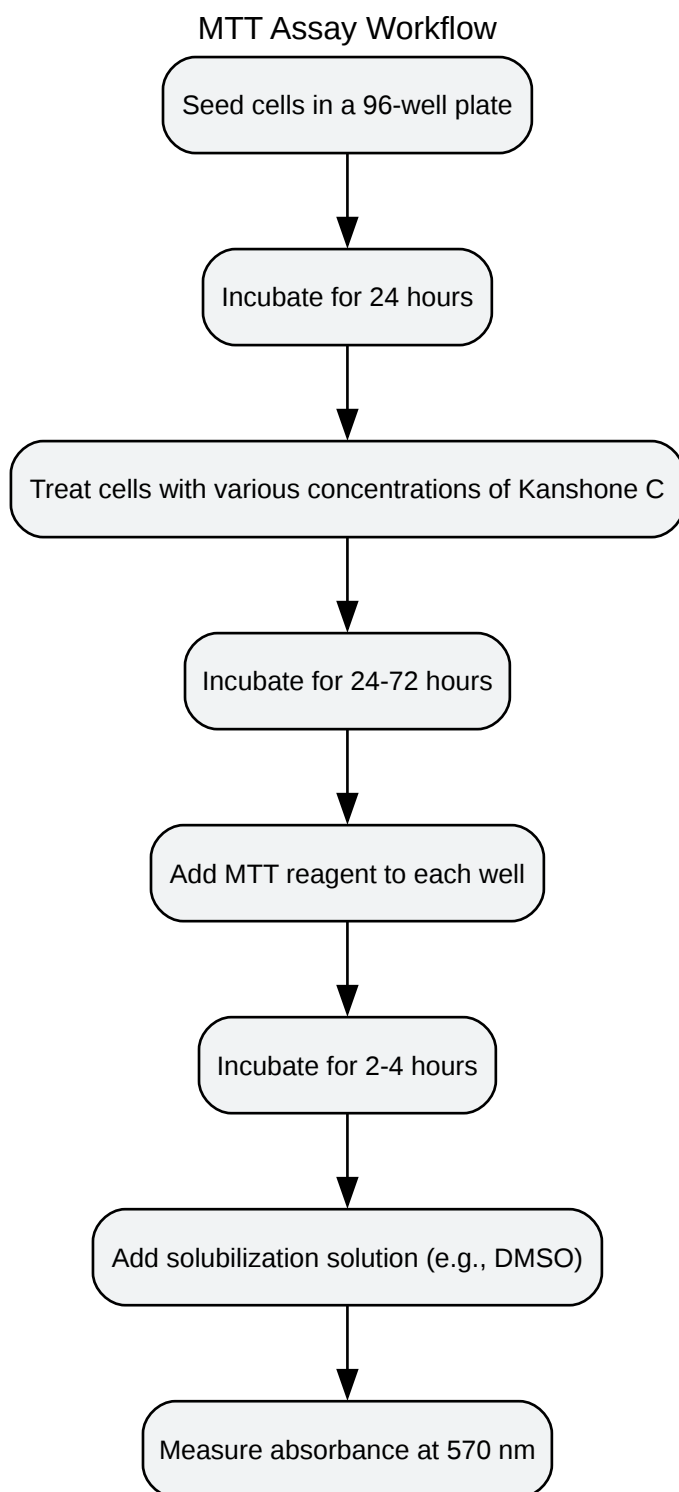 MTT Assay Workflow
Seed cells in a 96-well plate
Incubate for 24 hours
Treat cells with various concentrations of Kanshone C
Incubate for 24-72 hours
Add MTT reagent to each well
Incubate for 2-4 hours
Add solubilization solution (e.g., DMSO)
Measure absorbance at 570 nm